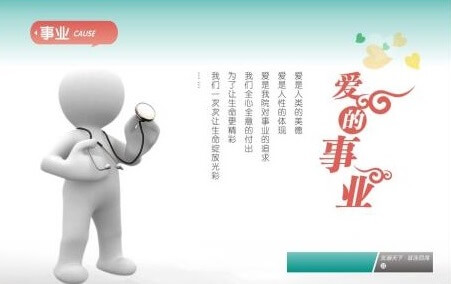 事业 CAUSE
爱的事业
爱是人类的美德
爱是人性的体现
爱是我院对事业的追求
我们全心全意的付出
为了让生命更精彩
我们一次次让生命绽放光彩
……